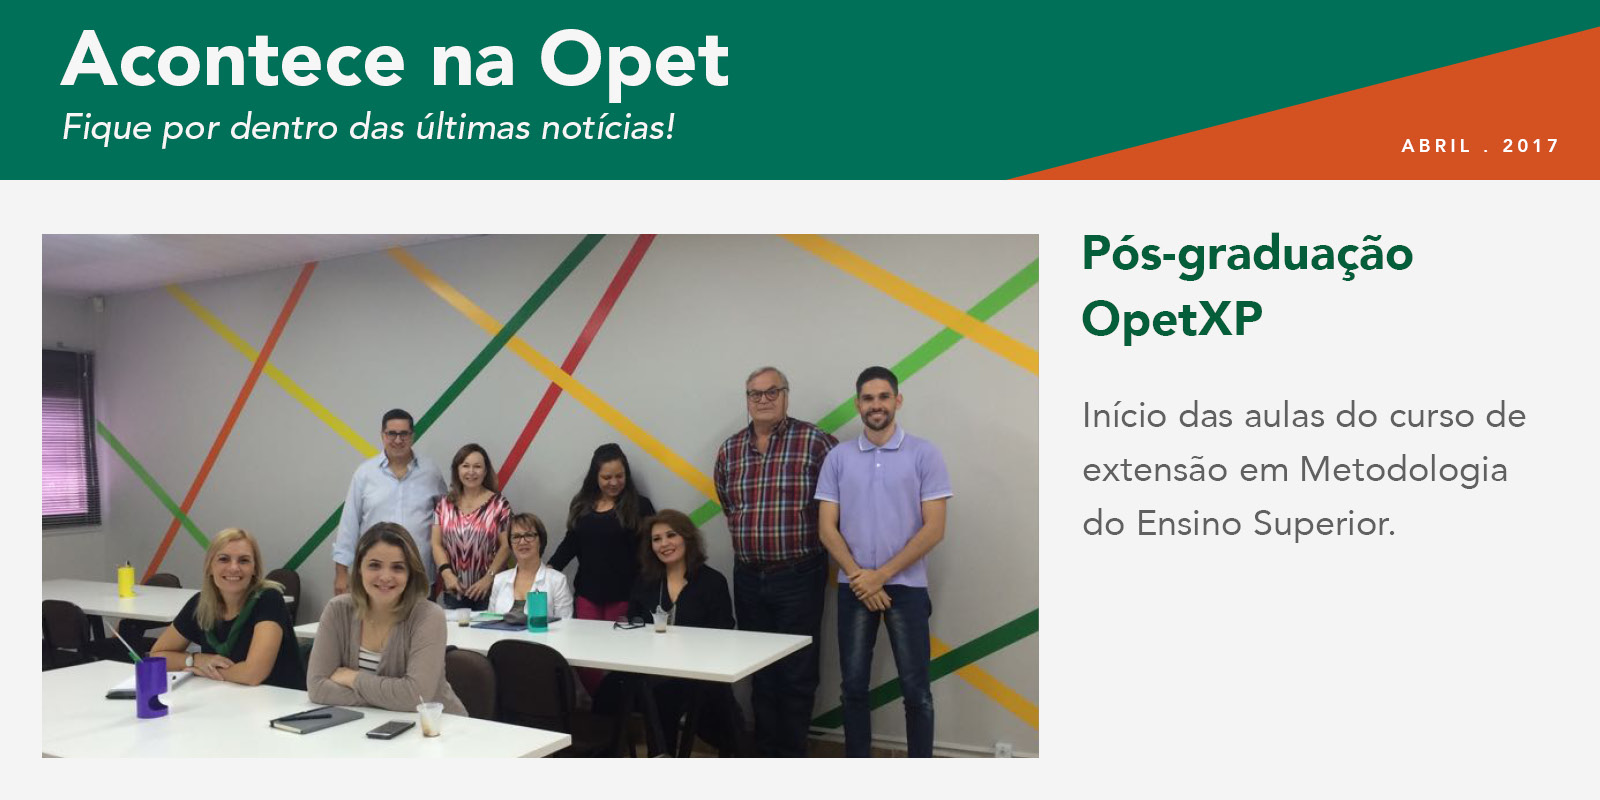 Acontece na Opet
Fique por dentro das últimas notícias!
ABRIL . 2017
Pós-graduação
OpetXP
Início das aulas do curso de
extensão em Metodologia
do Ensino Superior.